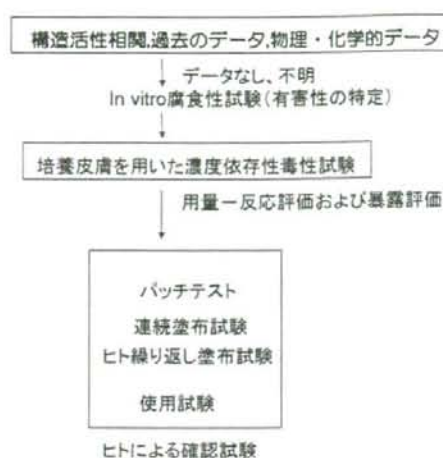 構造活性相関,過去のデータ,物理・化学的データ
データなし、不明
In vitro腐食性試験(有害性の特定)
培養皮膚を用いた濃度依存性毒性試験
用量－反応評価および暴露評価
パッチテスト
連続塗布試験
ヒト繰り返し塗布試験
使用試験
ヒトによる確認試験